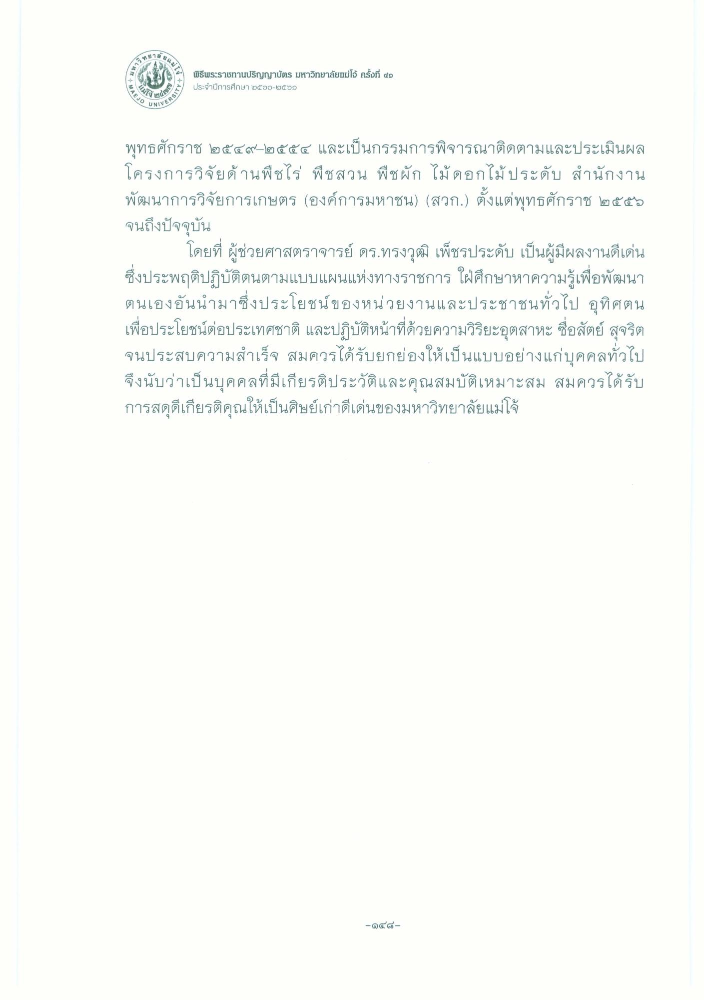 มหาวิทยาลัยแม่โจ้
แม่โจ้ ๒๔๗๗
MAEJO UNIVERSITY
พิธีพระราชทานปริญญาบัตร มหาวิทยาลัยแม่โจ้ ครั้งที่ ๔๑
ประจำปีการศึกษา ๒๕๖๐-๒๕๖๑
พุทธศักราช ๒๕๔๙–๒๕๕๔ และเป็นกรรมการพิจารณาติดตามและประเมินผล
โครงการวิจัยด้านพืชไร่ พืชสวน พืชผัก ไม้ดอกไม้ประดับ สำนักงาน
พัฒนาการวิจัยการเกษตร (องค์การมหาชน) (สวก.) ตั้งแต่พุทธศักราช ๒๕๕๖
จนถึงปัจจุบัน
โดยที่ ผู้ช่วยศาสตราจารย์ ดร.ทรงวุฒิ เพ็ชรประดับ เป็นผู้มีผลงานดีเด่น
ซึ่งประพฤติปฏิบัติตนตามแบบแผนแห่งทางราชการ ใฝ่ศึกษาหาความรู้เพื่อพัฒนา
ตนเองอันนำมาซึ่งประโยชน์ของหน่วยงานและประชาชนทั่วไป อุทิศตน
เพื่อประโยชน์ต่อประเทศชาติ และปฏิบัติหน้าที่ด้วยความวิริยะอุตสาหะ ซื่อสัตย์ สุจริต
จนประสบความสำเร็จ สมควรได้รับยกย่องให้เป็นแบบอย่างแก่บุคคลทั่วไป
จึงนับว่าเป็นบุคคลที่มีเกียรติประวัติและคุณสมบัติเหมาะสม สมควรได้รับ
การสดุดีเกียรติคุณให้เป็นศิษย์เก่าดีเด่นของมหาวิทยาลัยแม่โจ้
-๑๔๘-